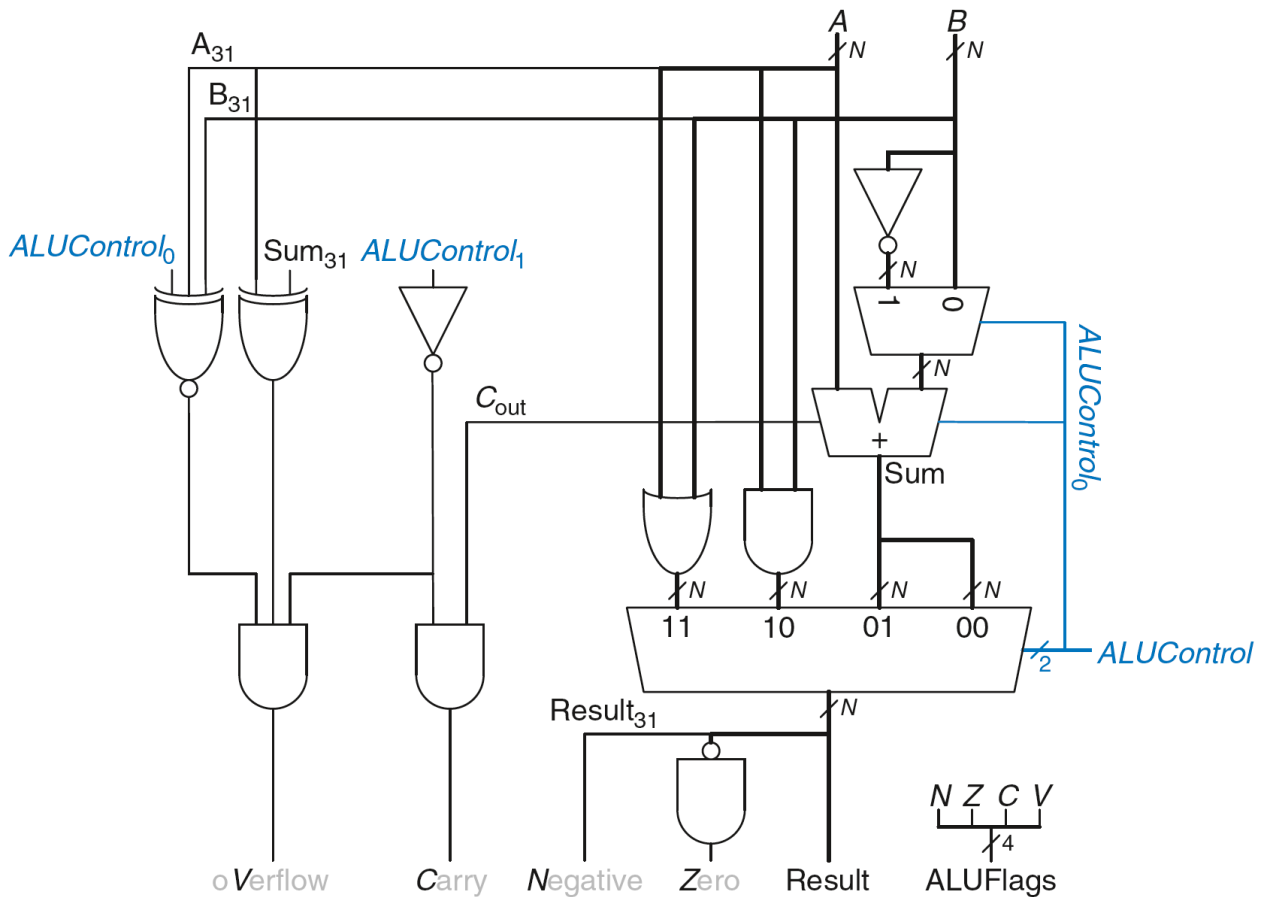 A B
N N
A31
B31
ALUControl0 Sum31 ALUControl1
N
1 0
N
ALUControl0
Cout
+
Sum
N N N N
11 10 01 00
2
ALUControl
Result31 N
N Z C V
4
oVerflow Carry Negative Zero Result ALUFlags